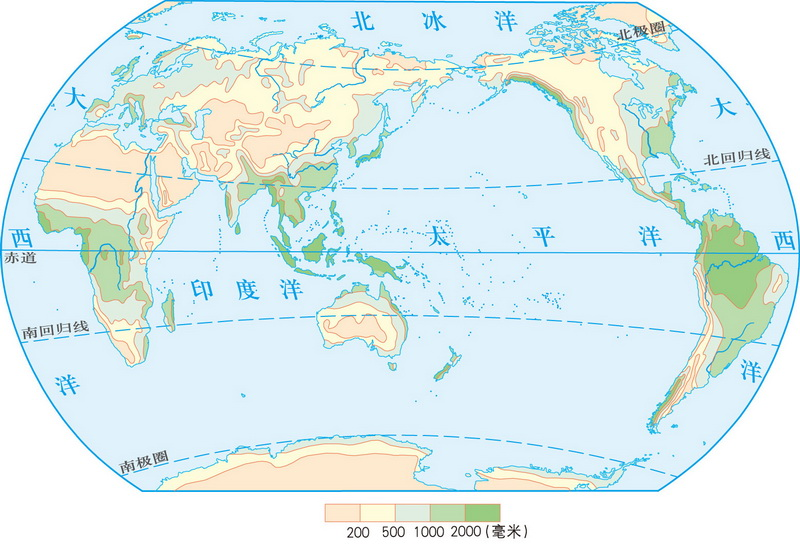 北冰洋
北极圈
大
大
北回归线
西
太平洋
西
赤道
印度洋
南回归线
洋
洋
南极圈
200 500 1000 2000 (毫米)